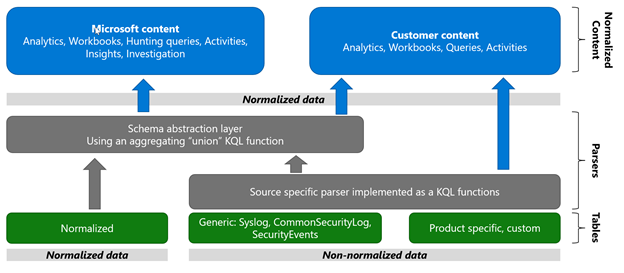 Microsoft content
Analytics, Workbooks, Hunting queries, Activities,
Insights, Investigation
Customer content
Analytics, Workbooks, Queries, Activities
Normalized
Content
Normalized data
Schema abstraction layer
Using an aggregating “union” KQL function
Source specific parser implemented as a KQL functions
Parsers
Normalized
Generic: Syslog, CommonSecurityLog,
SecurityEvents
Product specific, custom
Tables
Normalized data
Non-normalized data